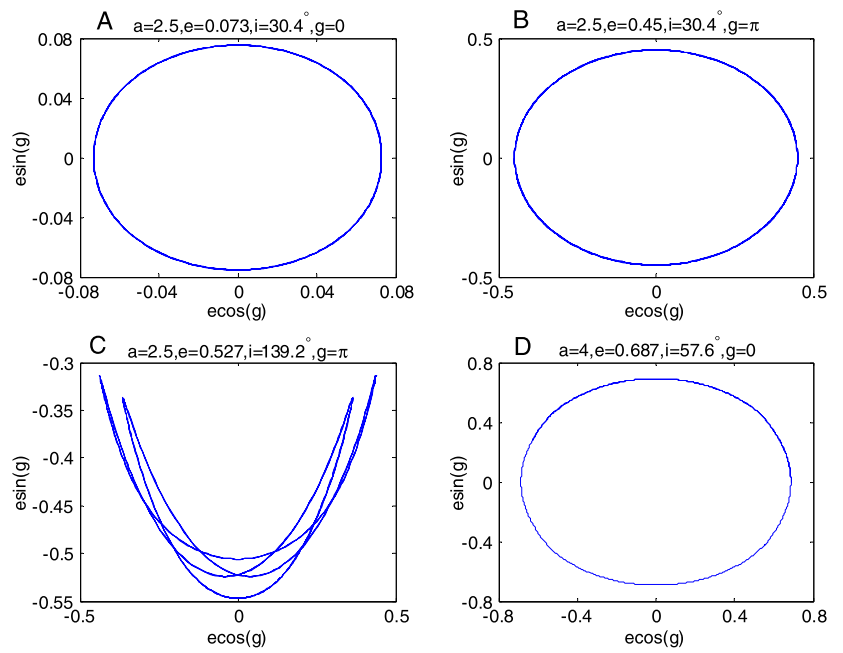 A
a=2.5,e=0.073,i=30.4°,g=0
0.08
0.04
0
-0.04
-0.08
-0.08 -0.04 0 0.04 0.08
esin(g)
ecos(g)
B
a=2.5,e=0.45,i=30.4°,g=π
0.5
0
-0.5
-0.5 0 0.5
esin(g)
ecos(g)
C
a=2.5,e=0.527,i=139.2°,g=π
-0.3
-0.35
-0.4
-0.45
-0.5
-0.55
-0.5 0 0.5
esin(g)
ecos(g)
D
a=4,e=0.687,i=57.6°,g=0
0.8
0.4
0
-0.4
-0.8
-0.8 -0.4 0 0.4 0.8
esin(g)
ecos(g)